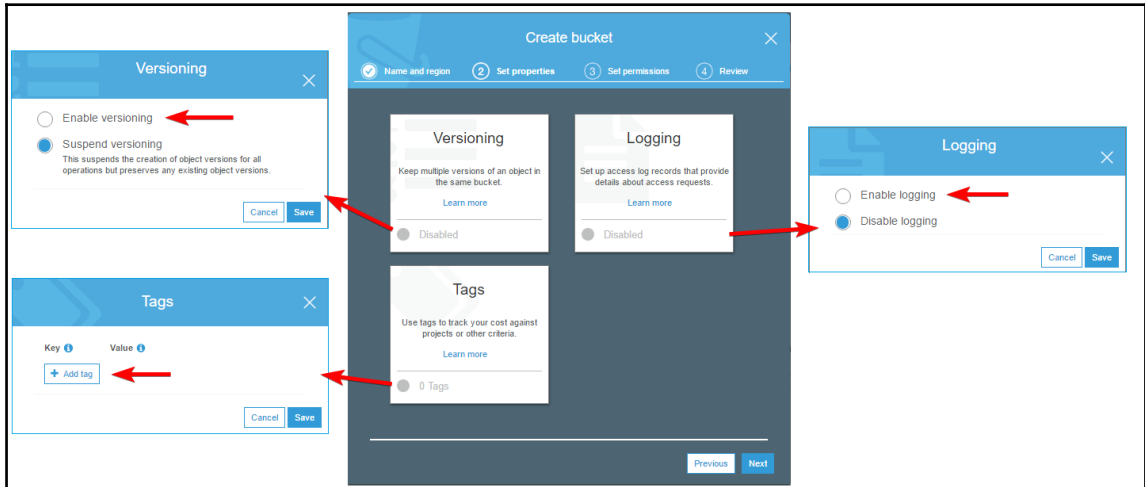 Create bucket
Name and region
2 Set properties
3 Set permissions
4 Review
Versioning
Enable versioning
Suspend versioning
This suspends the creation of object versions for all
operations but preserves any existing object versions.
Cancel Save
Versioning
Keep multiple versions of an object in
the same bucket.
Learn more
Disabled
Logging
Set up access log records that provide
details about access requests.
Learn more
Disabled
Logging
Enable logging
Disable logging
Cancel Save
Tags
Key Value
+ Add tag
Cancel Save
Tags
Use tags to track your cost against
projects or other criteria.
Learn more
0 Tags
Previous Next